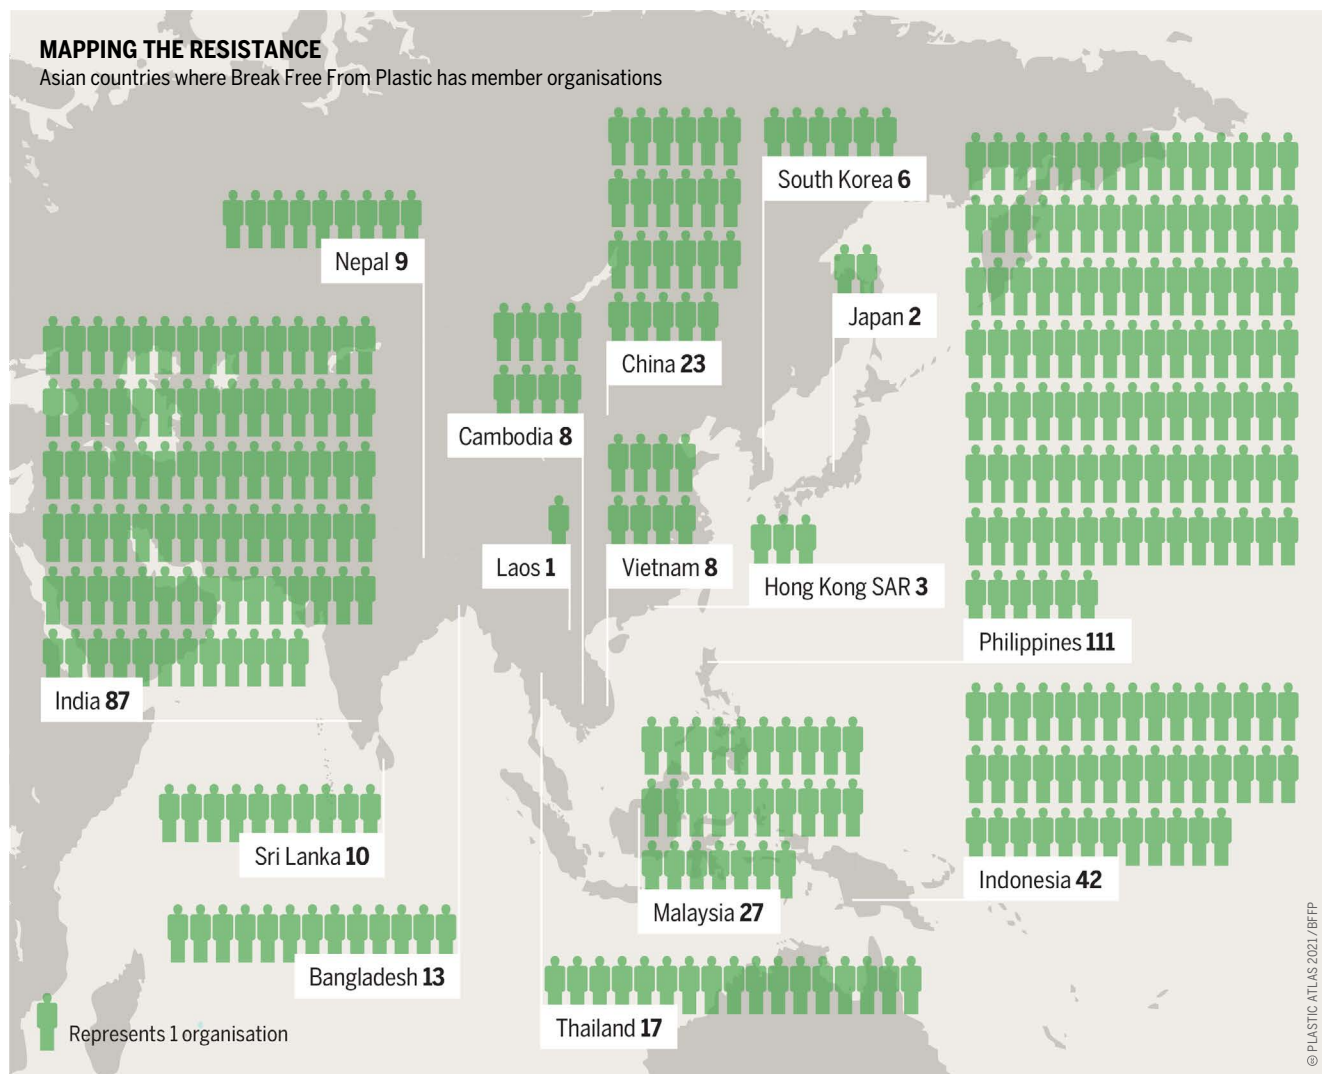 MAPPING THE RESISTANCE
Asian countries where Break Free From Plastic has member organisations
South Korea 6
Nepal 9
Japan 2
China 23
Cambodia 8
Laos 1
Vietnam 8
Hong Kong SAR 3
Philippines 111
India 87
Sri Lanka 10
Indonesia 42
Malaysia 27
Bangladesh 13
Thailand 17
Represents 1 organisation
© PLASTIC ATLAS 2021 / BFFP